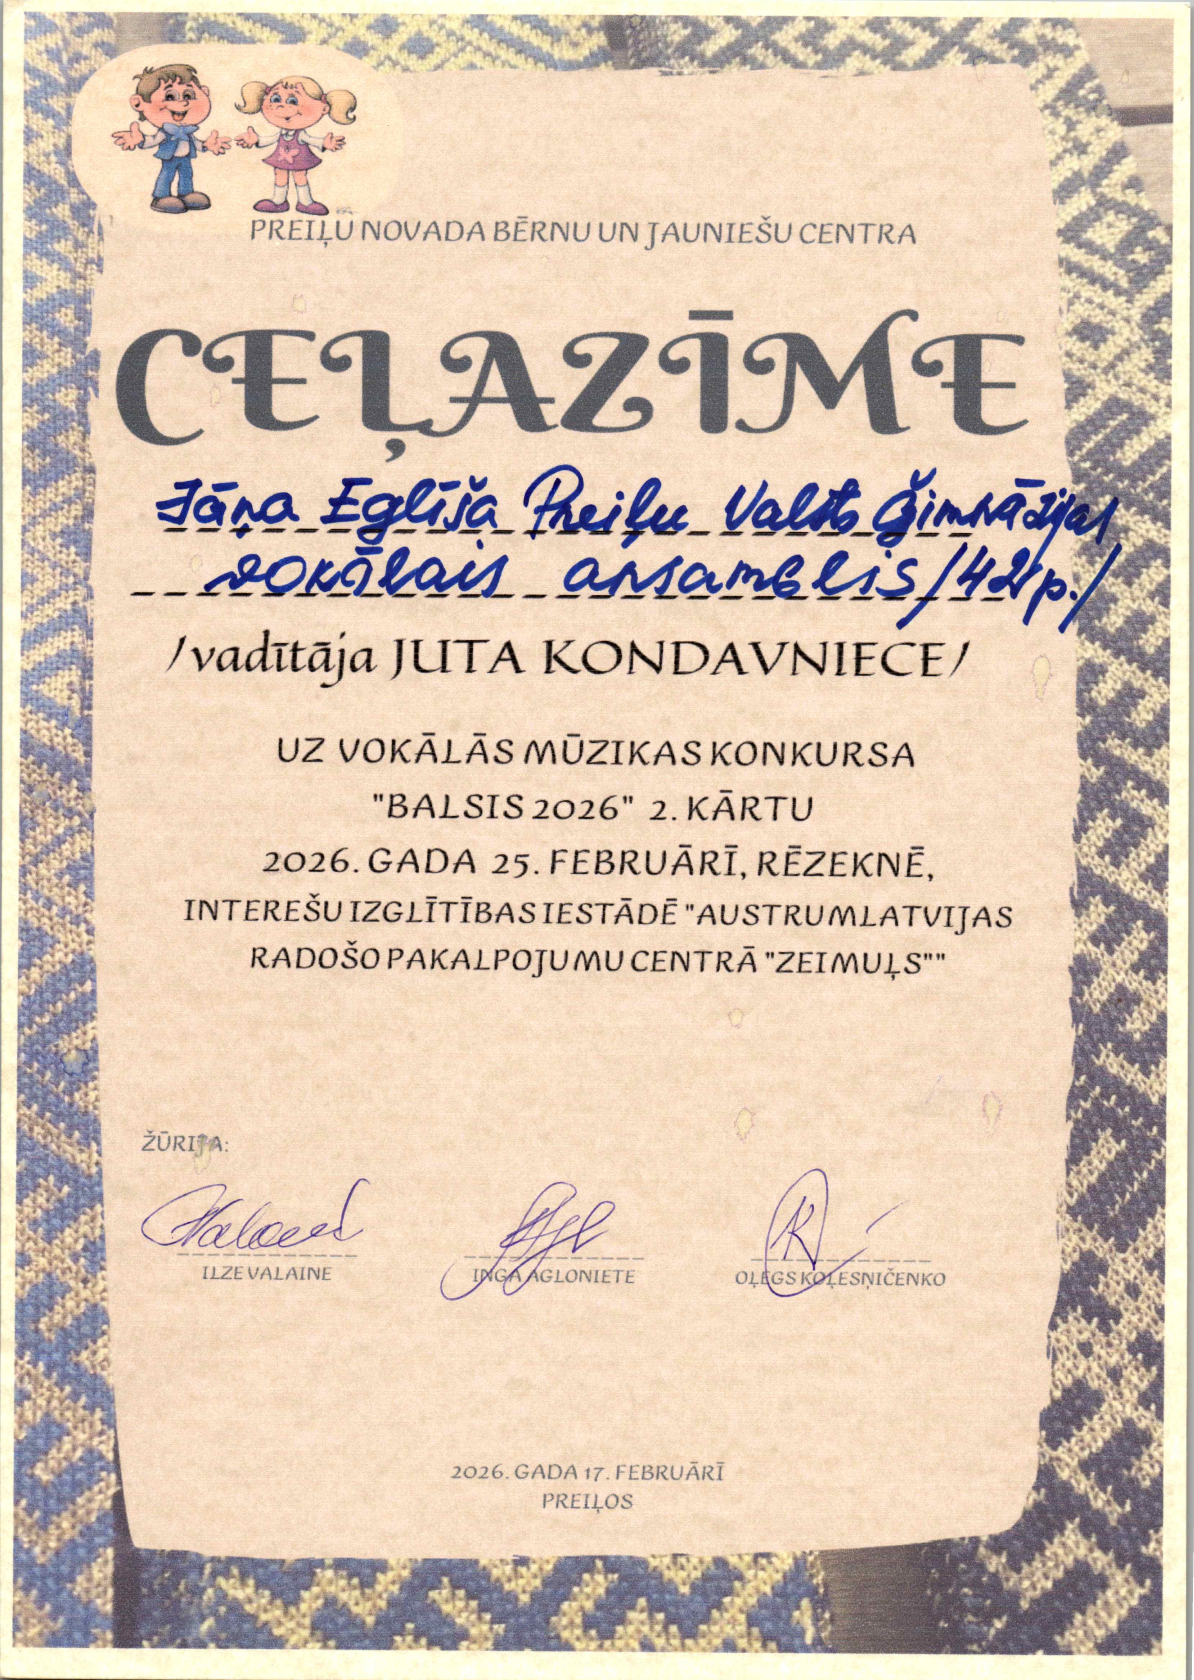 PREIĻU NOVADA BĒRNU UN JAUNIEŠU CENTRA
CEĻAZĪME
Jāņa Eglīša Preiļu Valsts Ģimnāzijas
vokālais ansamblis /42p./
/vadītāja JUTA KONDAVNIECE/
UZ VOKĀLĀS MŪZIKAS KONKURSA
"BALSIS 2026" 2. KĀRTU
2026. GADA 25. FEBRUĀRĪ, RĒZEKNĒ,
INTEREŠU IZGLĪTĪBAS IESTĀDĒ "AUSTRUMLATVIJAS
RADOŠO PAKALPOJUMU CENTRĀ "ZEIMUĻS""
ŽŪRIJA:
ILZE VALAINE INGA AGLONIETE OĻEGS KOĻESŅIČENKO
2026. GADA 17. FEBRUĀRĪ
PREIĻOS